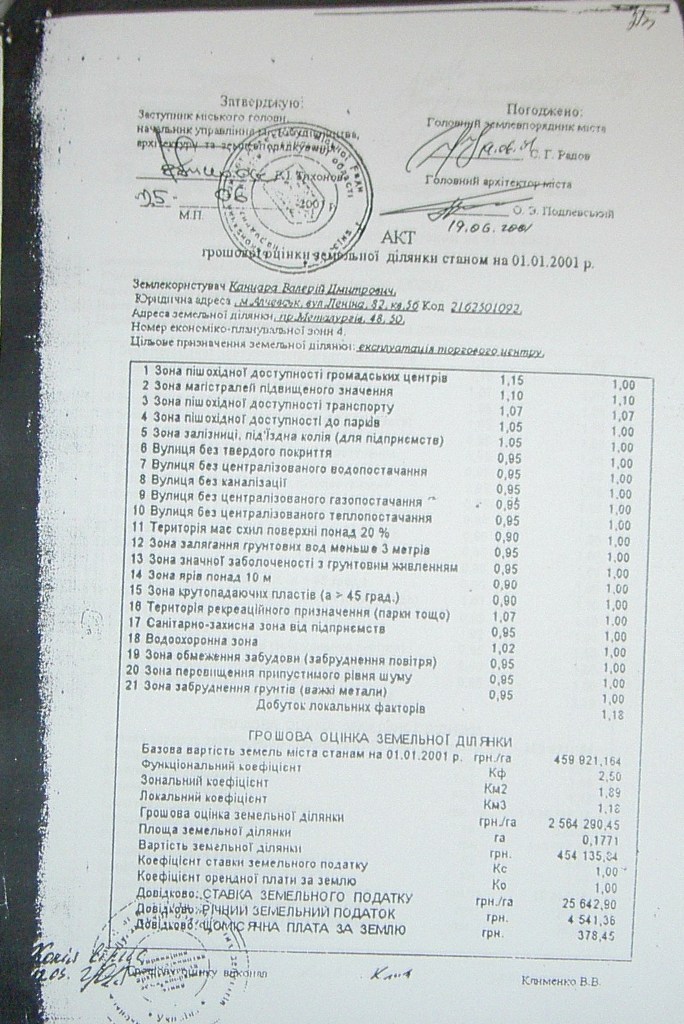 Затверджую:
Заступник міського голови,
начальник управління містобудівництва,
архітектури та землевпорядкування
В.І. Тихонов
25 06 2001 р.
М.П.
Погоджено:
Головний землевпорядник міста
С. Г. Радов
Головний архітектор міста
О. Э. Подлевський
19.06.2001
АКТ
грошової оцінки земельної ділянки станом на 01.01.2001 р.
Землекористувач Канцара Валерій Дмитрович,
Юридична адреса , м.Алчевськ, вул.Леніна, 82, кв.56 Код 2162501092,
Адреса земельної ділянки, пр.Металургів, 48, 50,
Номер економіко-планувальної зони 4,
Цільове призначення земельної ділянки: експлуатація торгового центру,
1 Зона пішохідної доступності громадських центрів 1,15 1,00
2 Зона магістралей підвищеного значення 1,10 1,10
3 Зона пішохідної доступності транспорту 1,07 1,07
4 Зона пішохідної доступності до парків 1,05 1,00
5 Зона залізниці, під'їздна колія (для підприємств) 1,05 1,00
6 Вулиця без твердого покриття 0,95 1,00
7 Вулиця без централізованого водопостачання 0,95 1,00
8 Вулиця без каналізації 0,95 1,00
9 Вулиця без централізованого газопостачання 0,95 1,00
10 Вулиця без централізованого теплопостачання 0,95 1,00
11 Територія має схил поверхні понад 20 % 0,90 1,00
12 Зона залягання грунтових вод меньше 3 метрів 0,95 1,00
13 Зона значної заболоченості з грунтовим живленням 0,95 1,00
14 Зона ярів понад 10 м 0,90 1,00
15 Зона крутопадаючих пластів (а > 45 град.) 0,90 1,00
16 Територія рекреаційного призначення (парки тощо) 1,07 1,00
17 Санітарно-захисна зона від підприємств 0,95 1,00
18 Водоохоронна зона 1,02 1,00
19 Зона обмеження забудови (забруднення повітря) 0,95 1,00
20 Зона перевищення припустимого рівня шуму 0,95 1,00
21 Зона забруднення грунтів (важкі метали) 0,95 1,00
Добуток локальних факторів 1,18
ГРОШОВА ОЦІНКА ЗЕМЕЛЬНОЇ ДІЛЯНКИ
Базова вартість земель міста станам на 01.01.2001 р. грн./га 459 921,164
Функціональний коефіцієнт Кф 2,50
Зональний коефіцієнт Км2 1,89
Локальний коефіцієнт Км3 1,18
Грошова оцінка земельної ділянки грн./га 2 564 290,45
Площа земельної ділянки га 0,1771
Вартість земельної ділянки грн. 454 135,84
Коефіцієнт ставки земельного податку Кс 1,00
Коефіцієнт орендної плати за землю Ко 1,00
Довідково: СТАВКА ЗЕМЕЛЬНОГО ПОДАТКУ грн./га 25 642,90
Довідково: РІЧНИЙ ЗЕМЕЛЬНИЙ ПОДАТОК грн. 4 541,36
Довідково: ЩОМІСЯЧНА ПЛАТА ЗА ЗЕМЛЮ грн. 378,45
Копія
виконал Клименко В.В.